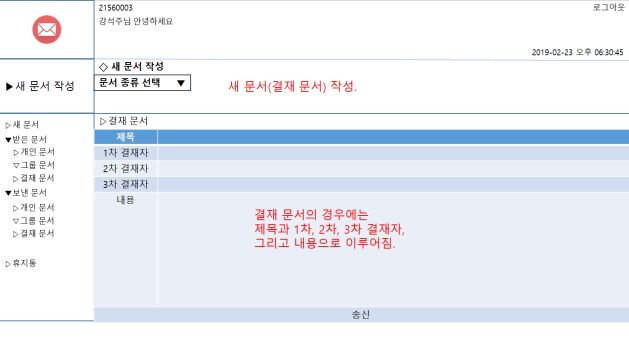 21560003
로그아웃
강석주님 안녕하세요
2019-02-23 오후 06:30:45
▶새 문서 작성
◇ 새 문서 작성
문서 종류 선택 ▼
새 문서(결재 문서) 작성.
▷새 문서
▼받은 문서
▷개인 문서
▽그룹 문서
▷결재 문서
▼보낸 문서
▷개인 문서
▽그룹 문서
▷결재 문서
▷휴지통
▷결재 문서
제목
1차 결재자
2차 결재자
3차 결재자
내용
결재 문서의 경우에는
제목과 1차, 2차, 3차 결재자,
그리고 내용으로 이루어짐.
송신